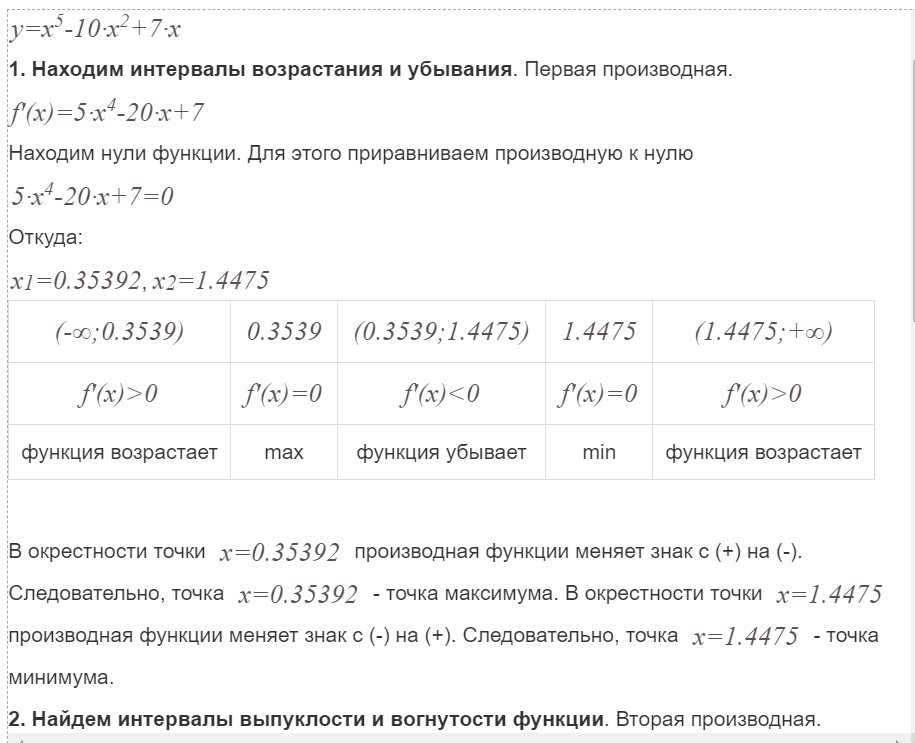 y=x⁵-10·x²+7·x
1. Находим интервалы возрастания и убывания. Первая производная.
f'(x)=5·x⁴-20·x+7
Находим нули функции. Для этого приравниваем производную к нулю
5·x⁴-20·x+7=0
Откуда:
x1=0.35392, x2=1.4475
(-∞;0.3539) 0.3539 (0.3539;1.4475) 1.4475 (1.4475;+∞)
f'(x)>0 f'(x)=0 f'(x)<0 f'(x)=0 f'(x)>0
функция возрастает max функция убывает min функция возрастает
В окрестности точки x=0.35392 производная функции меняет знак с (+) на (-).
Следовательно, точка x=0.35392 - точка максимума. В окрестности точки x=1.4475
производная функции меняет знак с (-) на (+). Следовательно, точка x=1.4475 - точка
минимума.
2. Найдем интервалы выпуклости и вогнутости функции. Вторая производная.